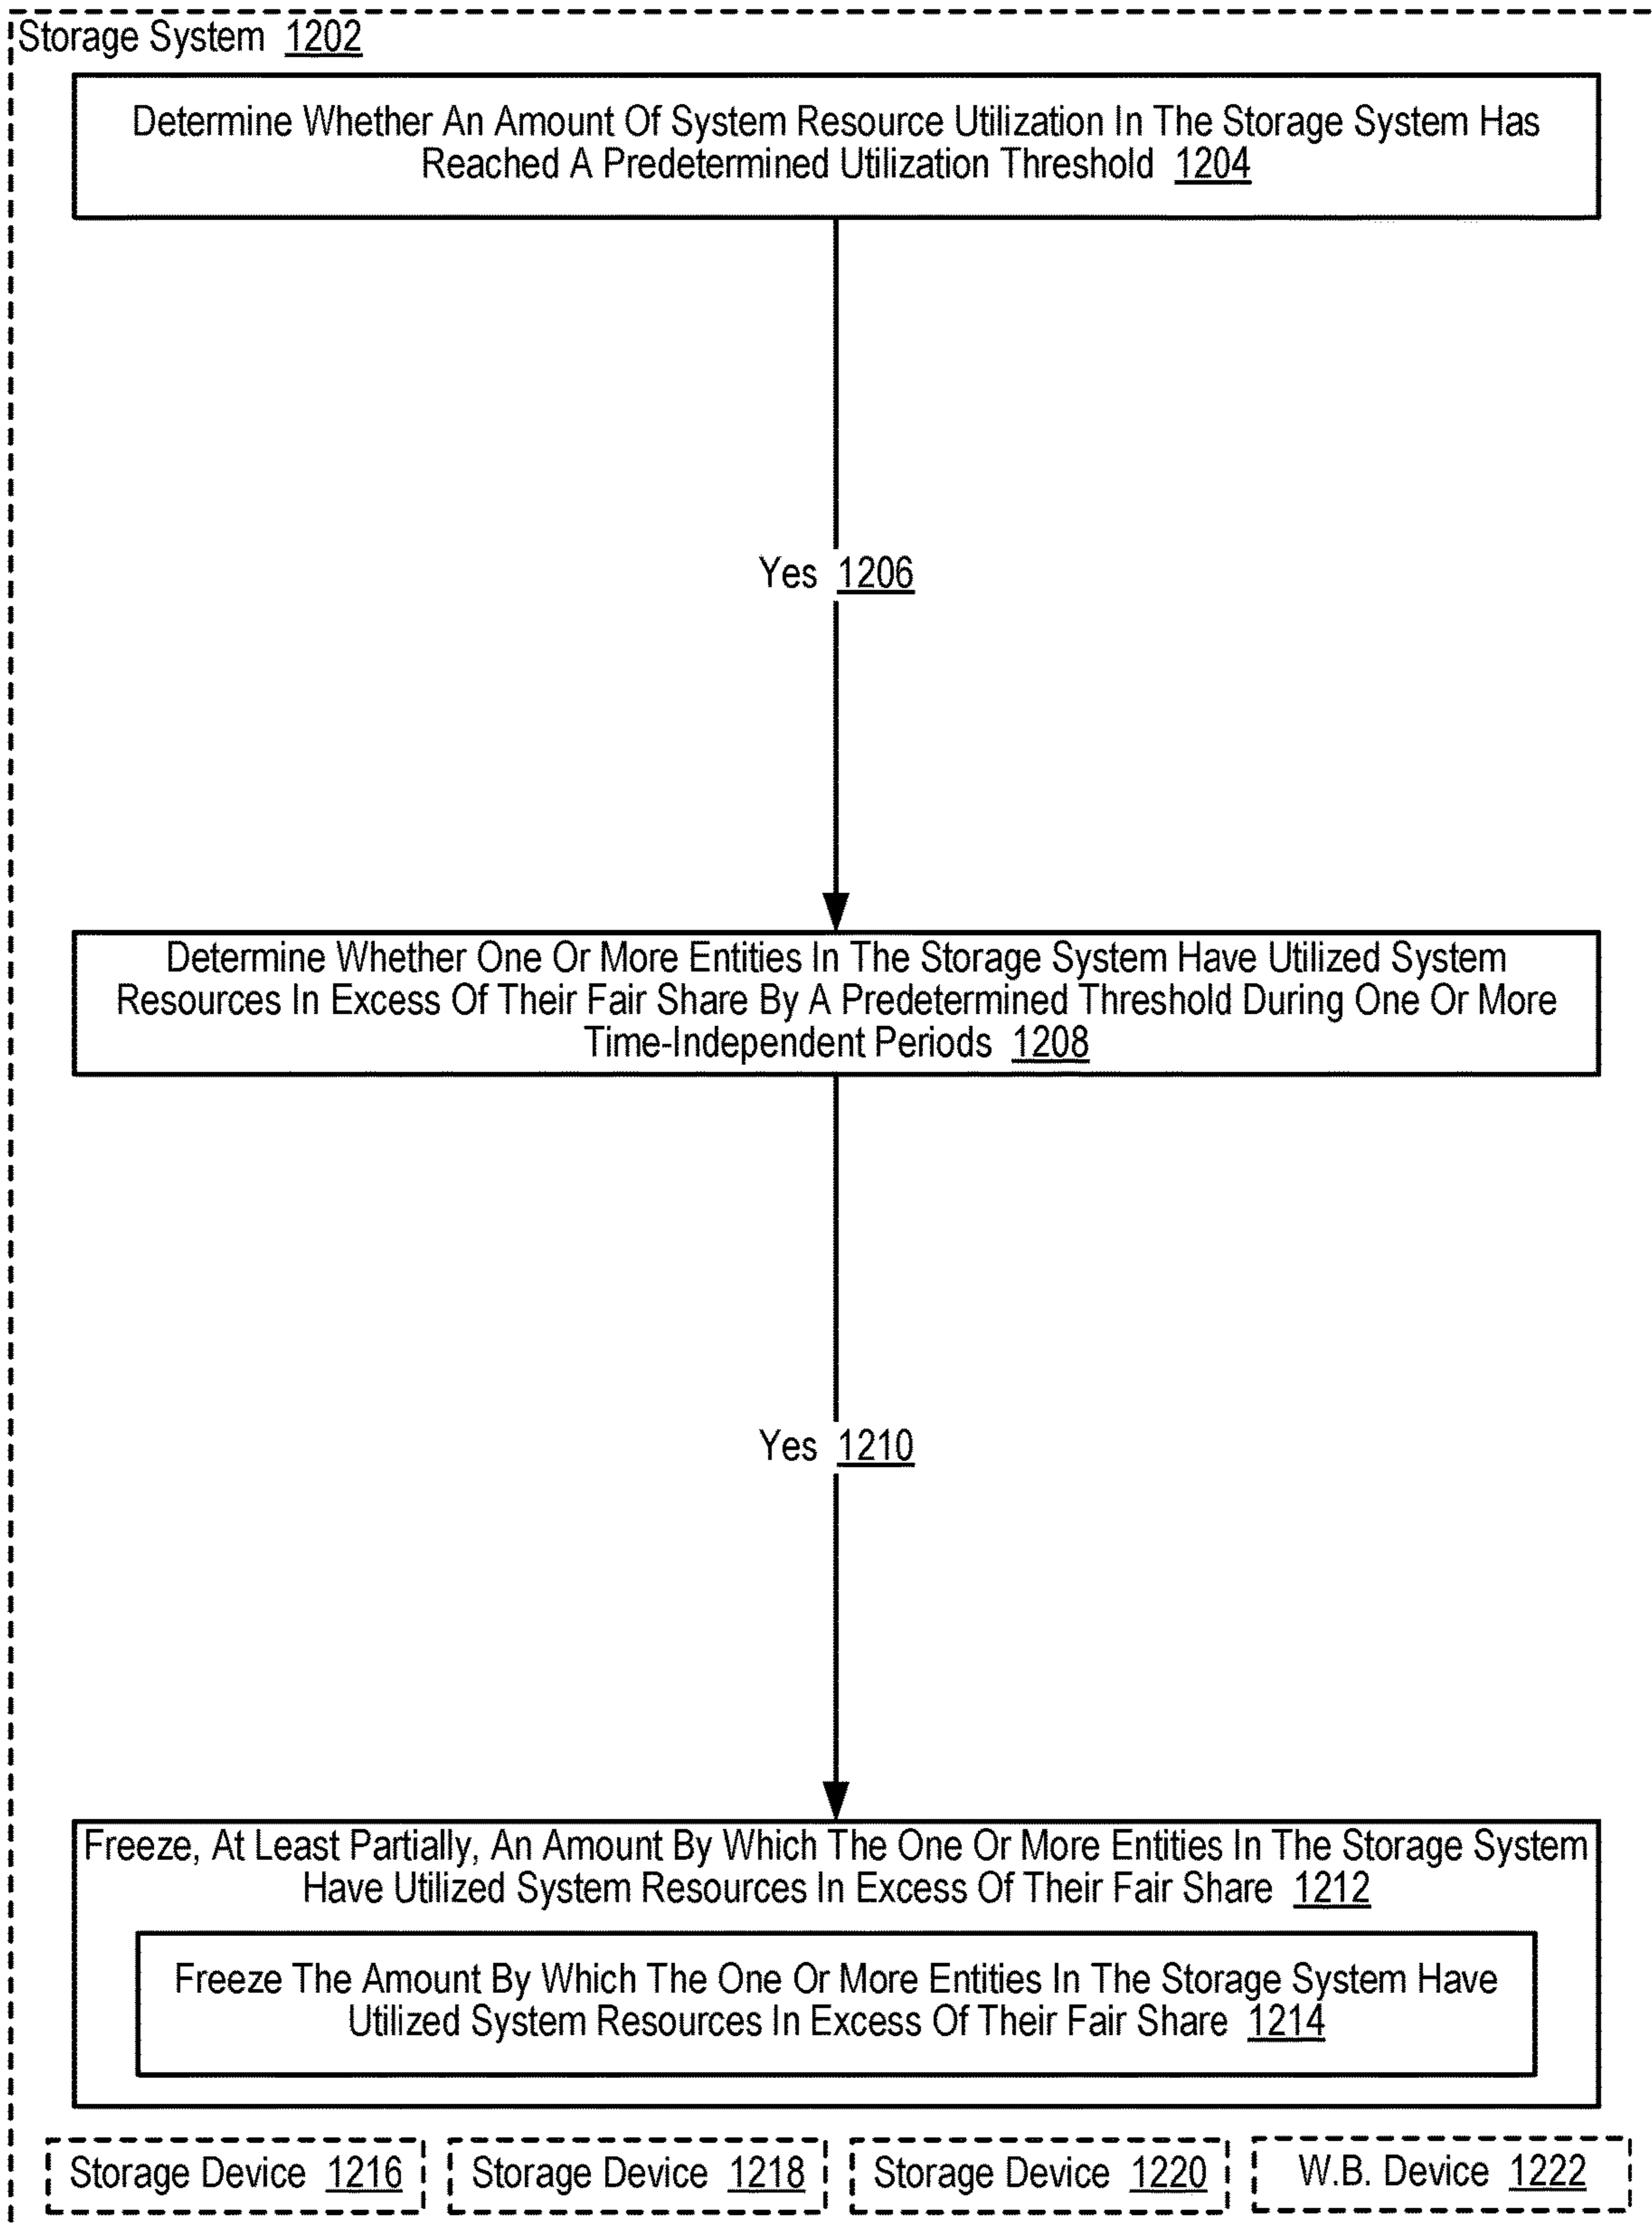 Storage System 1202
Determine Whether An Amount Of System Resource Utilization In The Storage System Has
Reached A Predetermined Utilization Threshold 1204
Yes 1206
Determine Whether One Or More Entities In The Storage System Have Utilized System
Resources In Excess Of Their Fair Share By A Predetermined Threshold During One Or More
Time-Independent Periods 1208
Yes 1210
Freeze, At Least Partially, An Amount By Which The One Or More Entities In The Storage System
Have Utilized System Resources In Excess Of Their Fair Share 1212
Freeze The Amount By Which The One Or More Entities In The Storage System Have
Utilized System Resources In Excess Of Their Fair Share 1214
Storage Device 1216
Storage Device 1218
Storage Device 1220
W.B. Device 1222